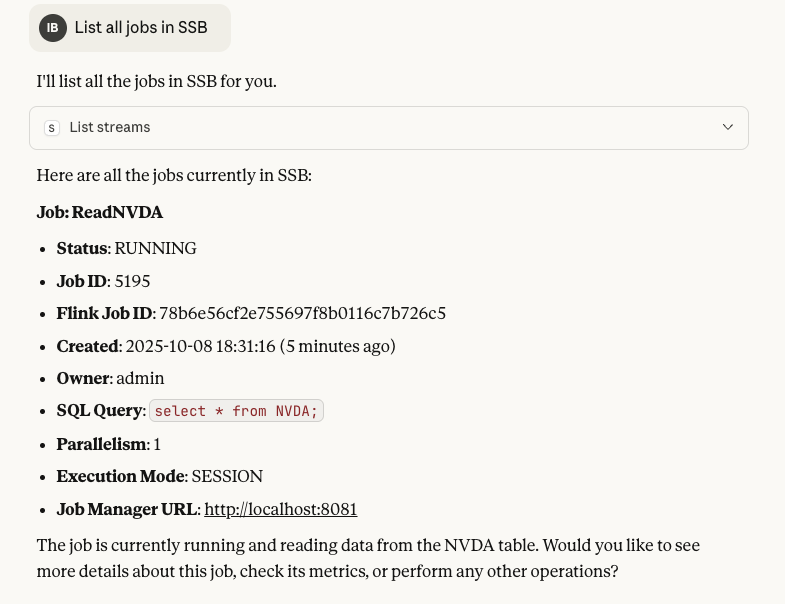 IB List all jobs in SSB
I'll list all the jobs in SSB for you.
S List streams
Here are all the jobs currently in SSB:
Job: ReadNVDA
• Status: RUNNING
• Job ID: 5195
• Flink Job ID: 78b6e56cf2e755697f8b0116c7b726c5
• Created: 2025-10-08 18:31:16 (5 minutes ago)
• Owner: admin
• SQL Query: select * from NVDA;
• Parallelism: 1
• Execution Mode: SESSION
• Job Manager URL: http://localhost:8081
The job is currently running and reading data from the NVDA table. Would you like to see
more details about this job, check its metrics, or perform any other operations?